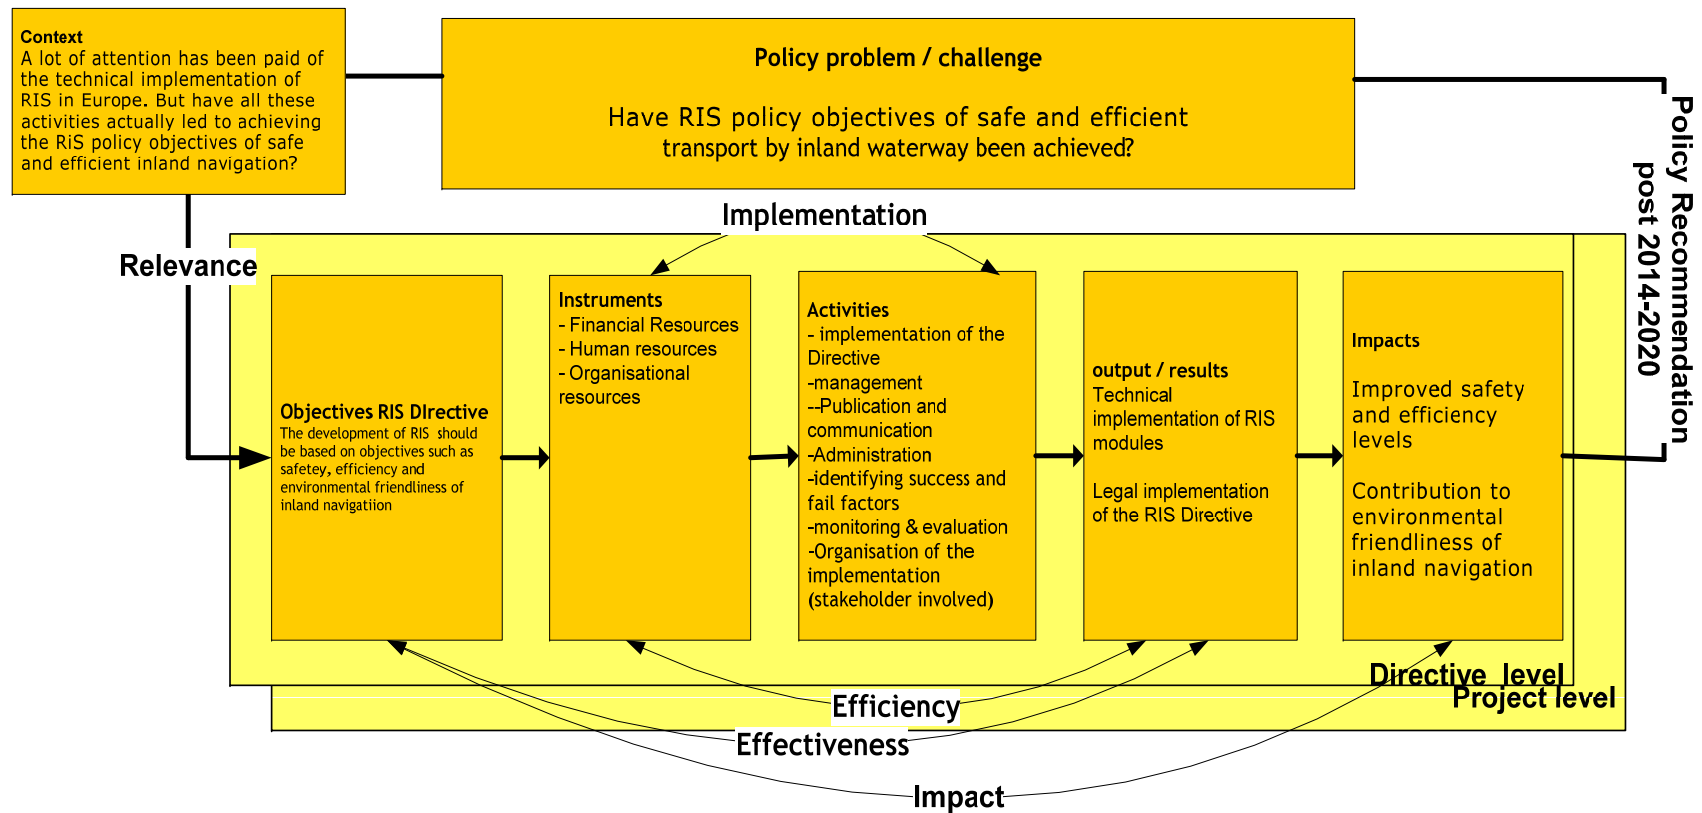 Context
A lot of attention has been paid of
the technical implementation of
RIS in Europe. But have all these
activities actually led to achieving
the RiS policy objectives of safe
and efficient inland navigation?
Policy problem / challenge
Have RIS policy objectives of safe and efficient
transport by inland waterway been achieved?
Policy Recommendation
post 2014-2020
Implementation
Relevance
Objectives RIS DIrective
The development of RIS should
be based on objectives such as
safetey, efficiency and
environmental friendliness of
inland navigatiion
Instruments
- Financial Resources
- Human resources
- Organisational
resources
Activities
- implementation of the
Directive
-management
--Publication and
communication
-Administration
-identifying success and
fail factors
-monitoring & evaluation
-Organisation of the
implementation
(stakeholder involved)
output / results
Technical
implementation of RIS
modules
Legal implementation
of the RIS Directive
Impacts
Improved safety
and efficiency
levels
Contribution to
environmental
friendliness of
inland navigation
Directive level
Project level
Efficiency
Effectiveness
Impact